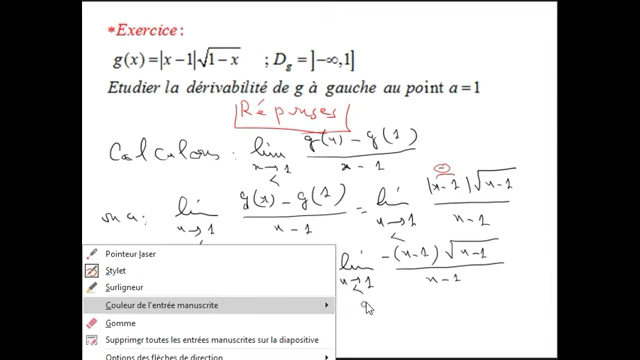 *Exercice :
g(x)=|x−1|√1−x ; D_g = ]−∞,1]
Etudier la dérivabilité de g à gauche au point a=1
Réponses
Calculons : lim x→1 < g(x) − g(1) / x − 1
on a : lim x→1 < g(x) − g(1) / x − 1 = lim x→1 < |x−1|√x−1 / x−1
lim x→1 < −(x−1)√x−1 / x−1
Pointeur laser
Stylet
Surligneur
Couleur de l'entrée manuscrite
Gomme
Supprimer toutes les entrées manuscrites sur la diapositive
Options des flèches de direction